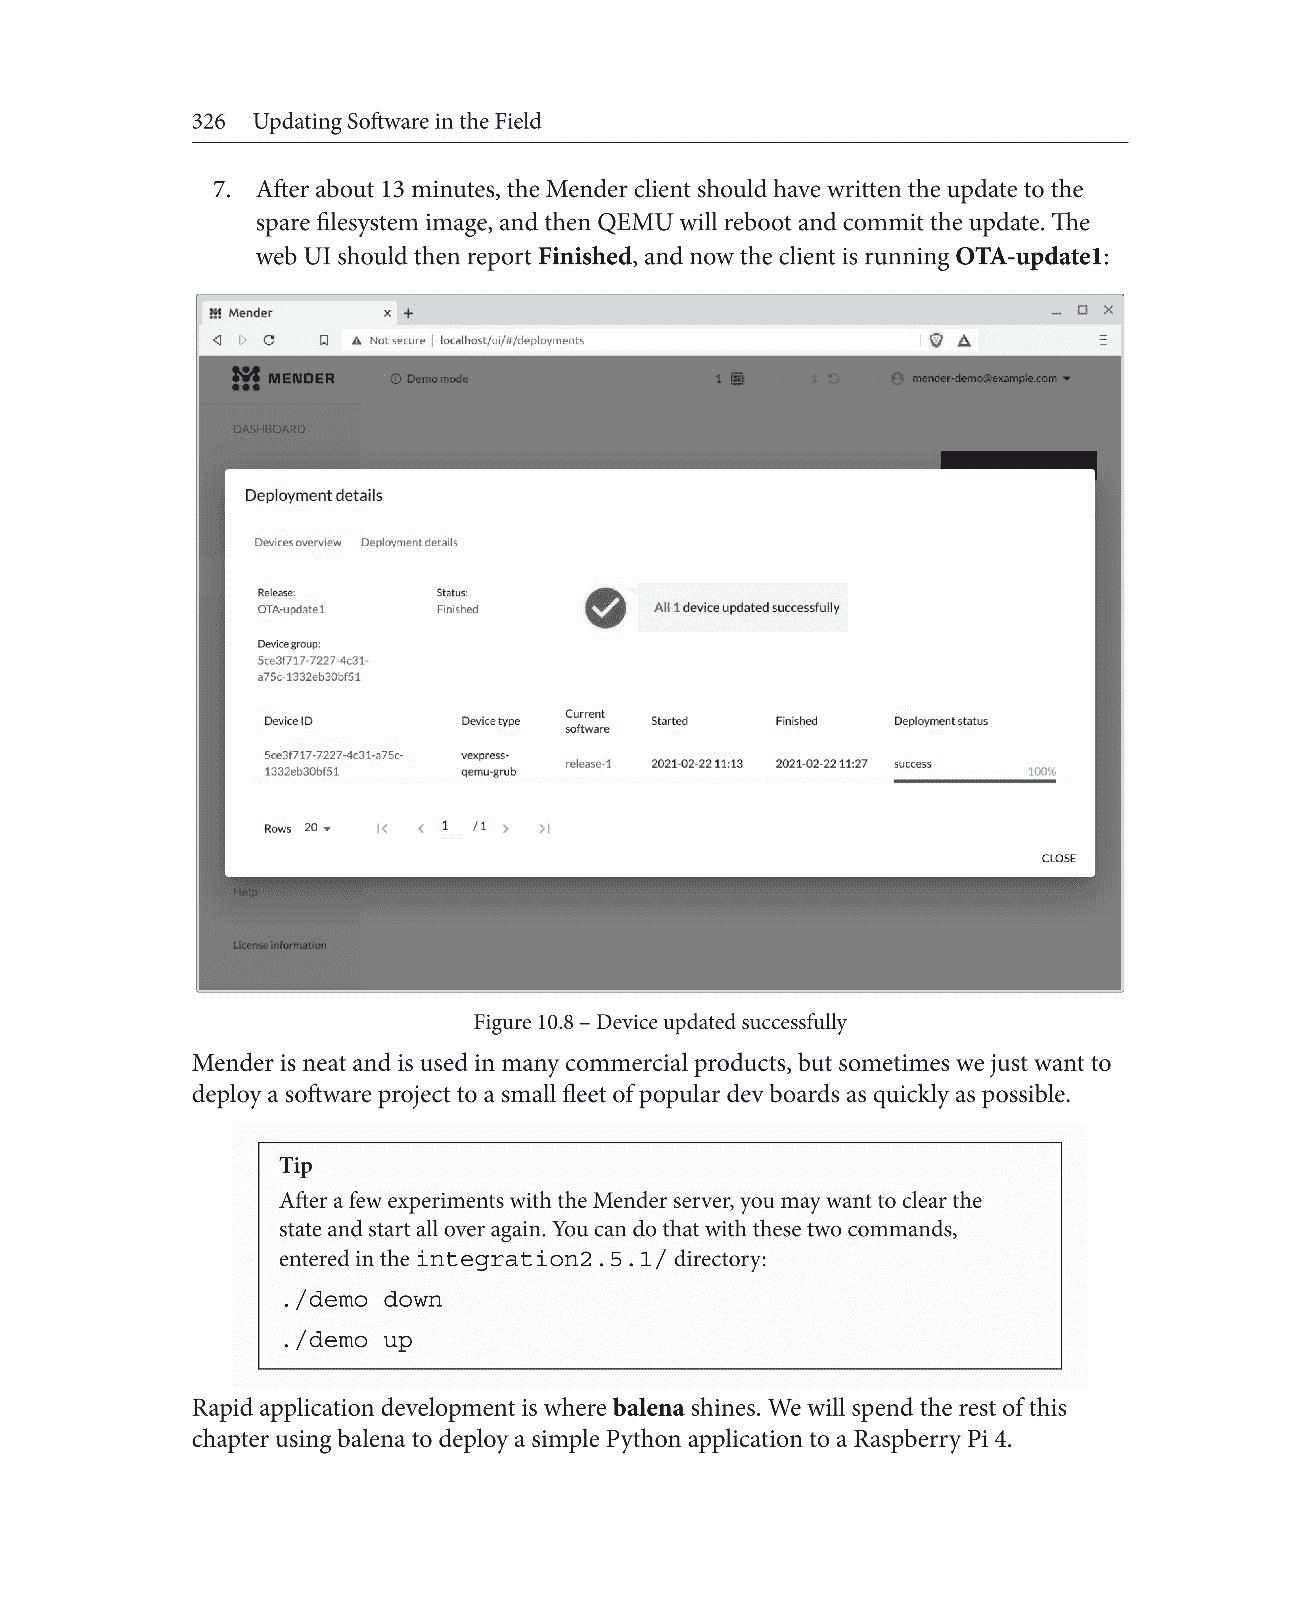 326 Updating Software in the Field
7. After about 13 minutes, the Mender client should have written the update to the
spare filesystem image, and then QEMU will reboot and commit the update. The
web UI should then report Finished, and now the client is running OTA-update1:
Mender × +
Not secure | localhost/ui/#/deployments
MENDER Demo mode 1 1 mender-demo@example.com
DASHBOARD
Deployment details
Devices overview Deployment details
Release: Status:
OTA-update1 Finished
All 1 device updated successfully
Device group:
5ce3f717-7227-4c31-
a75c-1332eb30bf51
Device ID Device type Current software Started Finished Deployment status
5ce3f717-7227-4c31-a75c- vexpress- release-1 2021-02-22 11:13 2021-02-22 11:27 success
1332eb30bf51 qemu-grub 100%
Rows 20 |< < 1 / 1 > >|
CLOSE
Help
License information
Figure 10.8 – Device updated successfully
Mender is neat and is used in many commercial products, but sometimes we just want to
deploy a software project to a small fleet of popular dev boards as quickly as possible.
Tip
After a few experiments with the Mender server, you may want to clear the
state and start all over again. You can do that with these two commands,
entered in the integration2.5.1/ directory:
./demo down
./demo up
Rapid application development is where balena shines. We will spend the rest of this
chapter using balena to deploy a simple Python application to a Raspberry Pi 4.